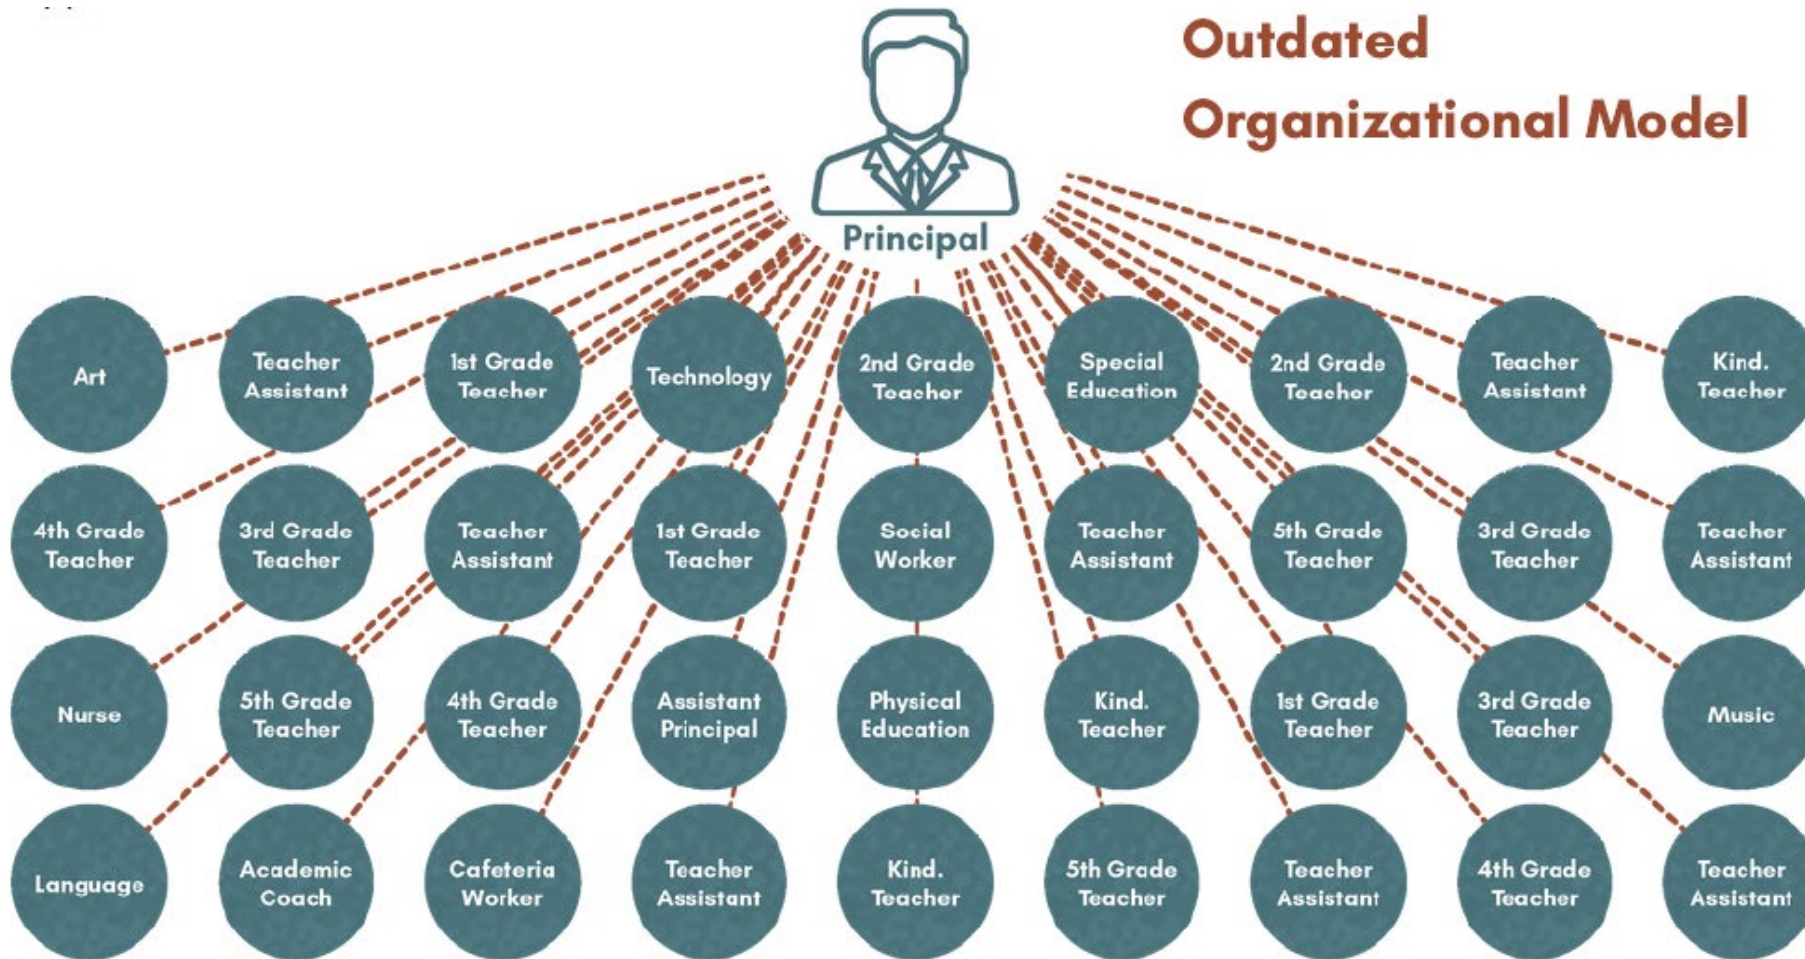 Outdated
Organizational Model
Principal
Art
Teacher
Assistant
1st Grade
Teacher
Technology
2nd Grade
Teacher
Special
Education
2nd Grade
Teacher
Teacher
Assistant
Kind.
Teacher
4th Grade
Teacher
3rd Grade
Teacher
Teacher
Assistant
1st Grade
Teacher
Social
Worker
Teacher
Assistant
5th Grade
Teacher
3rd Grade
Teacher
Teacher
Assistant
Nurse
5th Grade
Teacher
4th Grade
Teacher
Assistant
Principal
Physical
Education
Kind.
Teacher
1st Grade
Teacher
3rd Grade
Teacher
Music
Language
Academic
Coach
Cafeteria
Worker
Teacher
Assistant
Kind.
Teacher
5th Grade
Teacher
Teacher
Assistant
4th Grade
Teacher
Teacher
Assistant